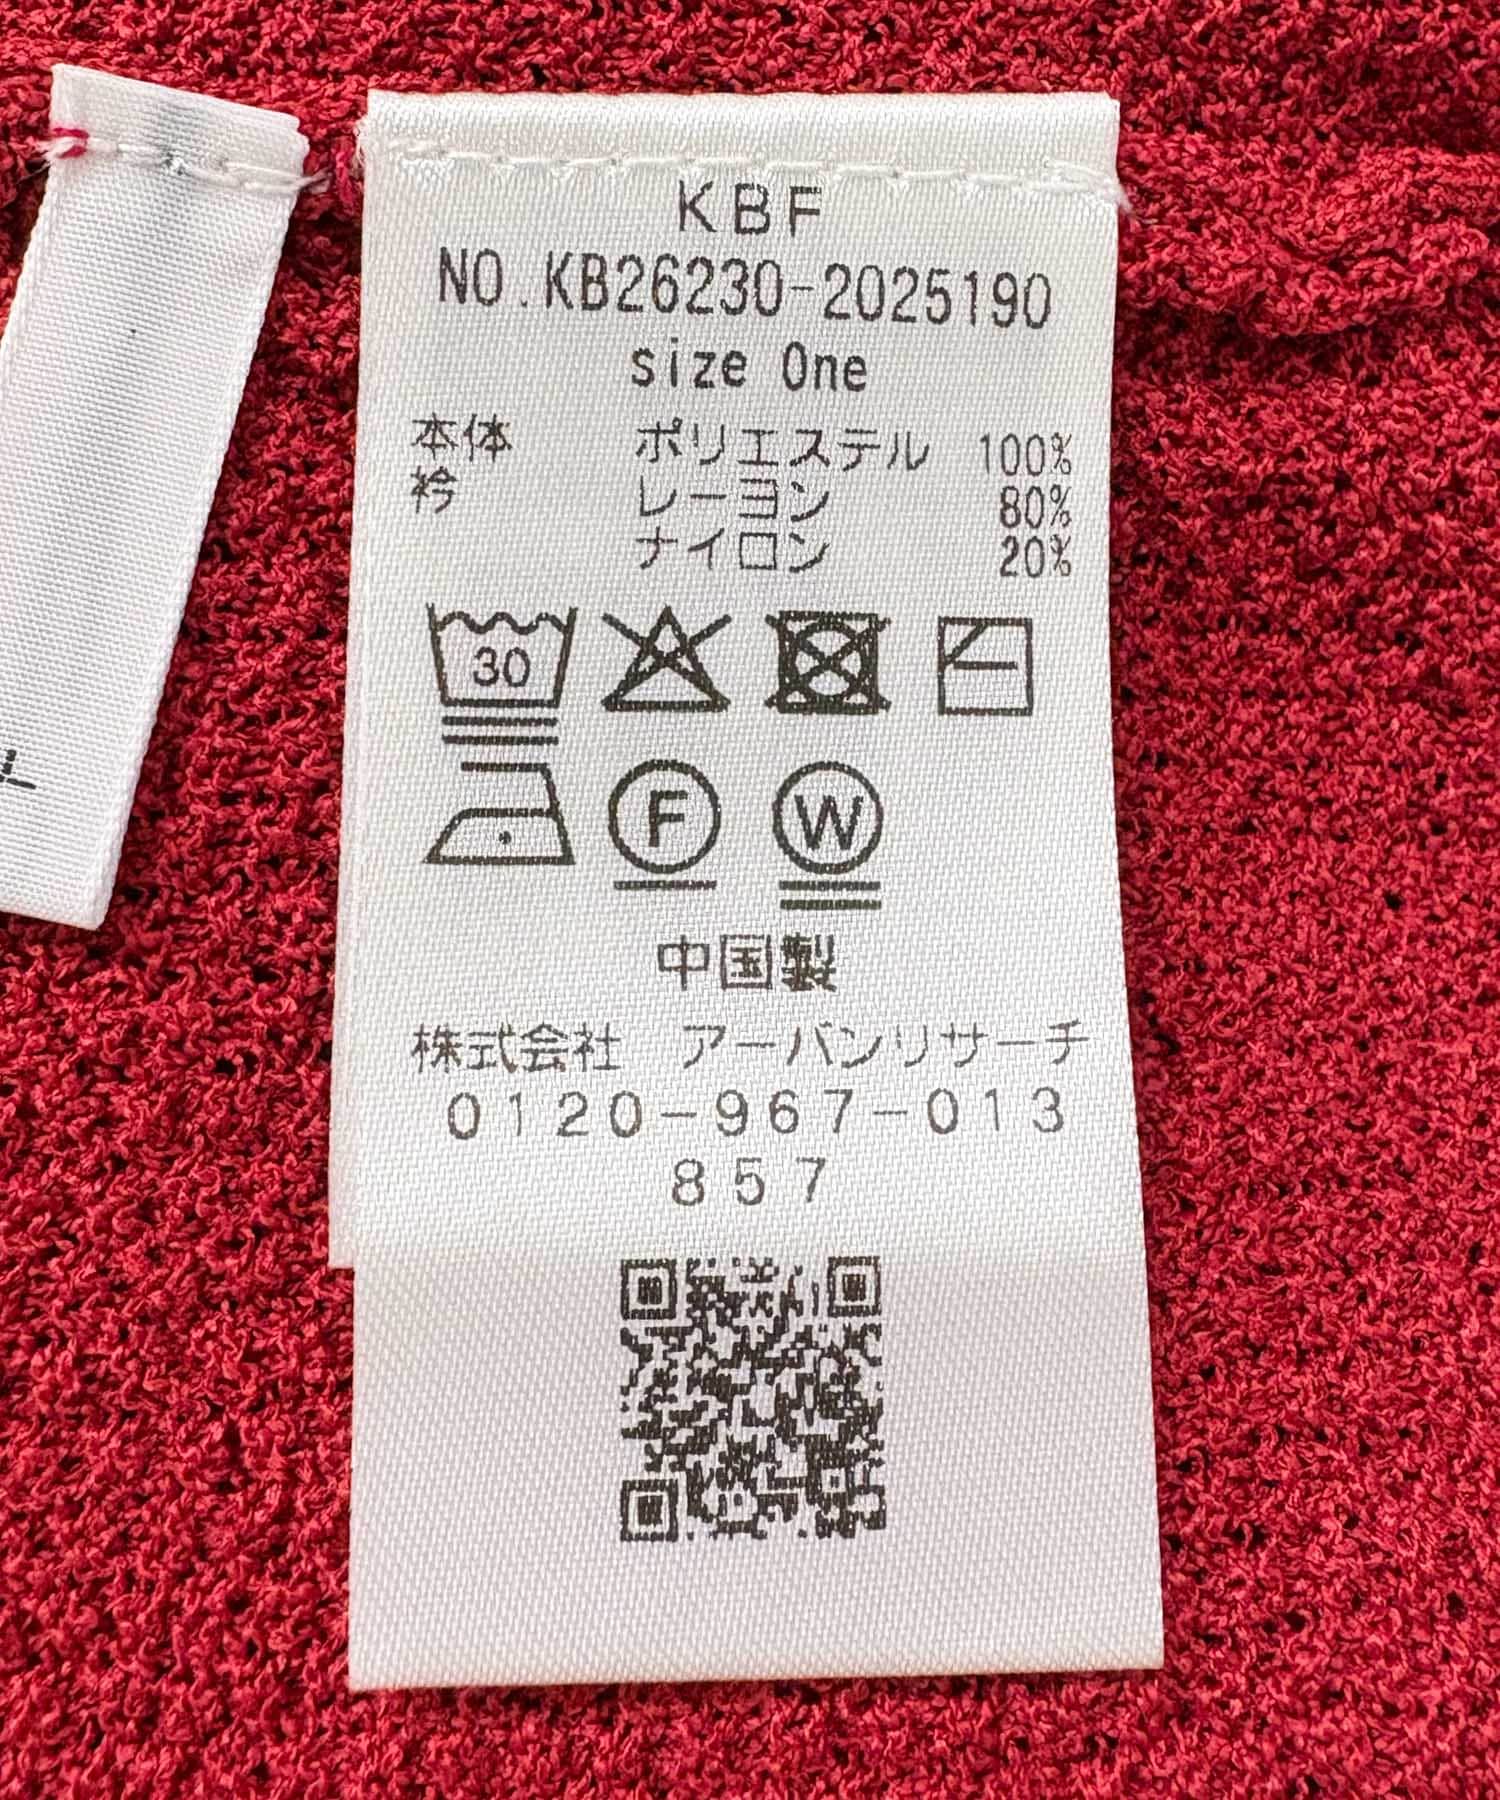 KBF
NO.KB26230-2025190
size One
本体 ポリエステル 100%
衿 レーヨン 80%
ナイロン 20%
30
F W
中国製
株式会社 アーバンリサーチ
0120-967-013
857